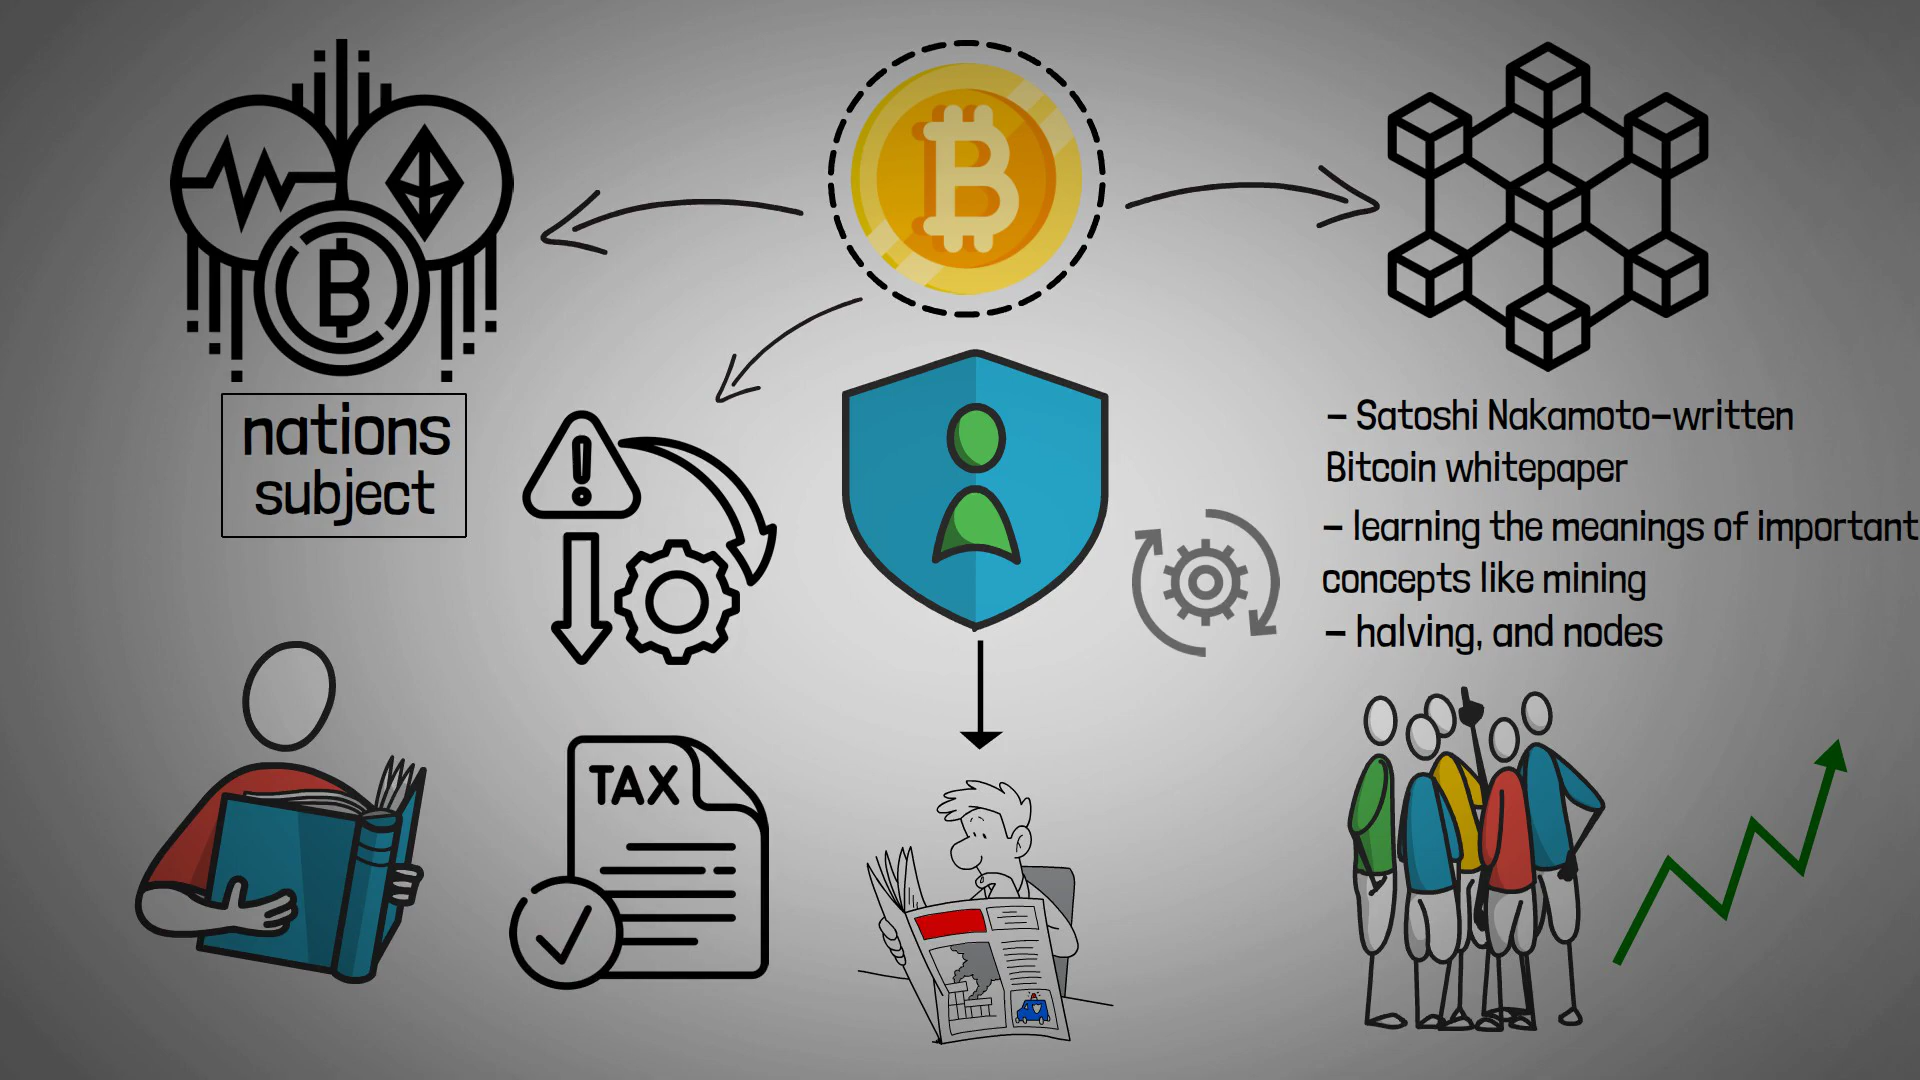 nations
subject
– Satoshi Nakamoto–written
Bitcoin whitepaper
– learning the meanings of important
concepts like mining
– halving, and nodes
TAX